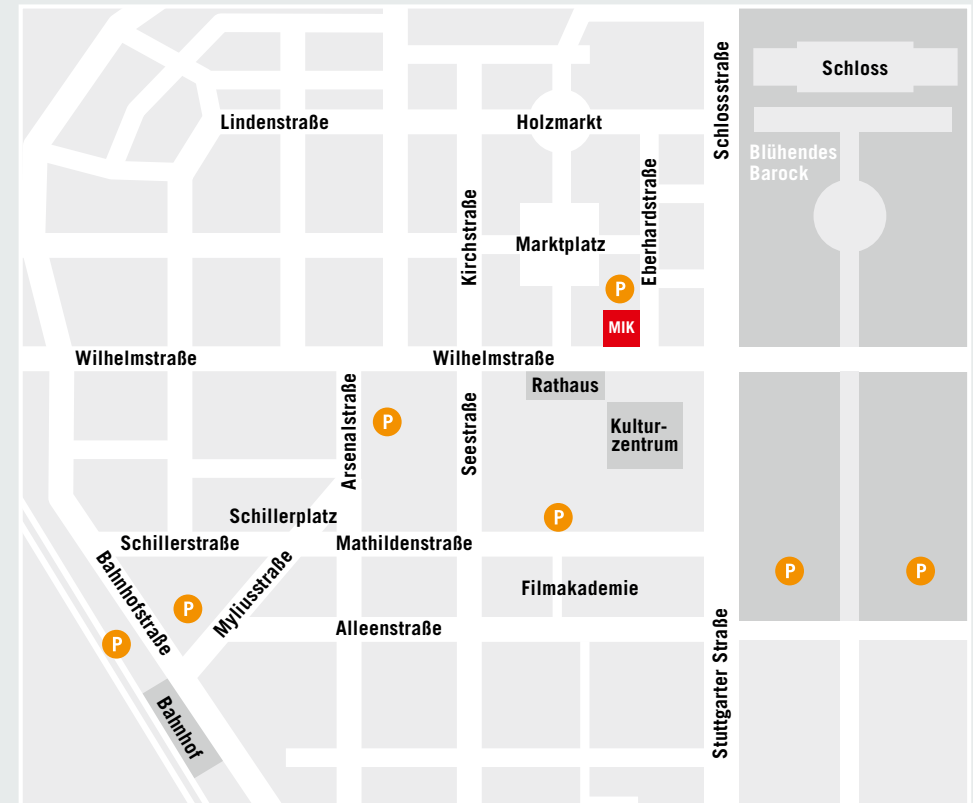 Schloss
Schlossstraße
Lindenstraße
Holzmarkt
Blühendes
Barock
Kirchstraße
Eberhardstraße
Marktplatz
P
MIK
Wilhelmstraße
Wilhelmstraße
Rathaus
Arsenalstraße
Seestraße
P
Kultur-
zentrum
Schillerplatz
P
Schillerstraße
Mathildenstraße
Bahnhofstraße
Myliusstraße
P
P
Filmakademie
P
Alleenstraße
P
Stuttgarter Straße
Bahnhof